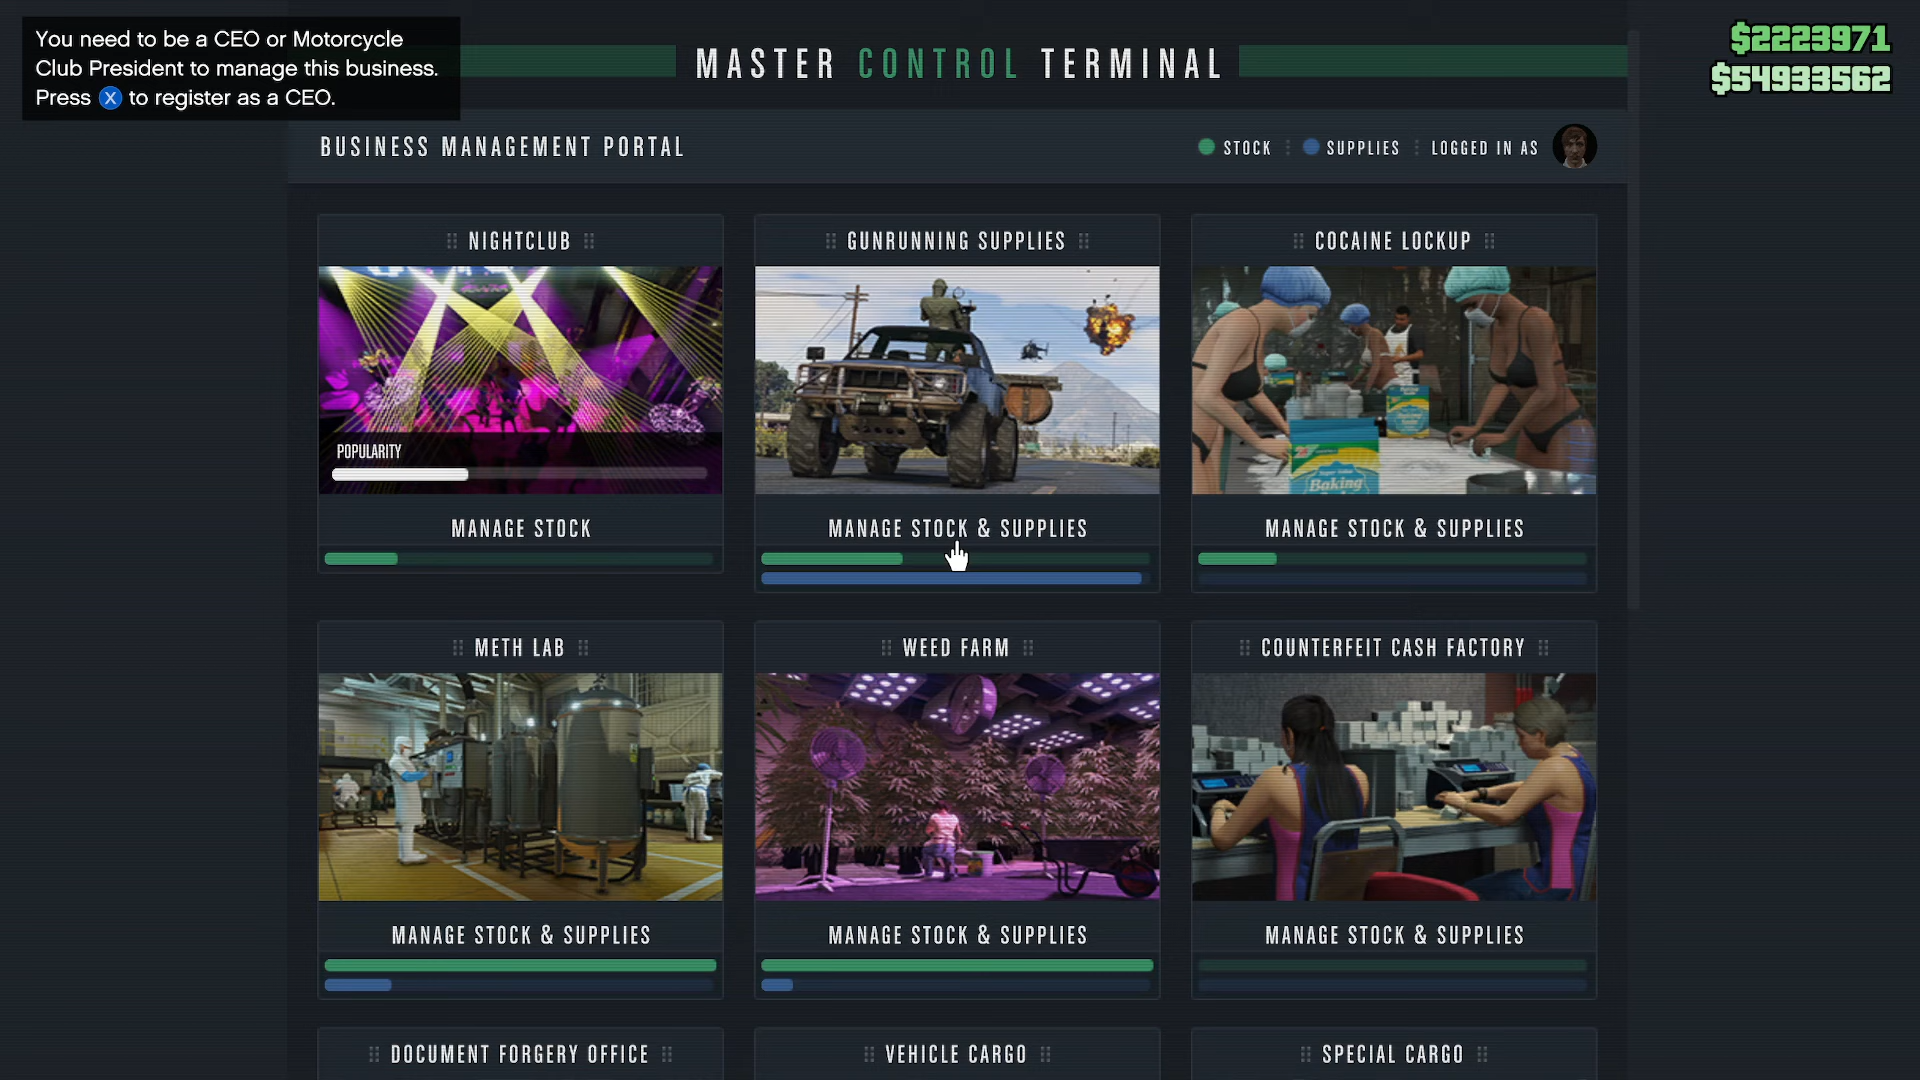 You need to be a CEO or Motorcycle
Club President to manage this business.
Press X to register as a CEO.
MASTER CONTROL TERMINAL
$2223971
$54933562
BUSINESS MANAGEMENT PORTAL
STOCK
SUPPLIES
LOGGED IN AS
NIGHTCLUB
GUNRUNNING SUPPLIES
COCAINE LOCKUP
POPULARITY
Baking
MANAGE STOCK
MANAGE STOCK & SUPPLIES
MANAGE STOCK & SUPPLIES
METH LAB
WEED FARM
COUNTERFEIT CASH FACTORY
MANAGE STOCK & SUPPLIES
MANAGE STOCK & SUPPLIES
MANAGE STOCK & SUPPLIES
DOCUMENT FORGERY OFFICE
VEHICLE CARGO
SPECIAL CARGO